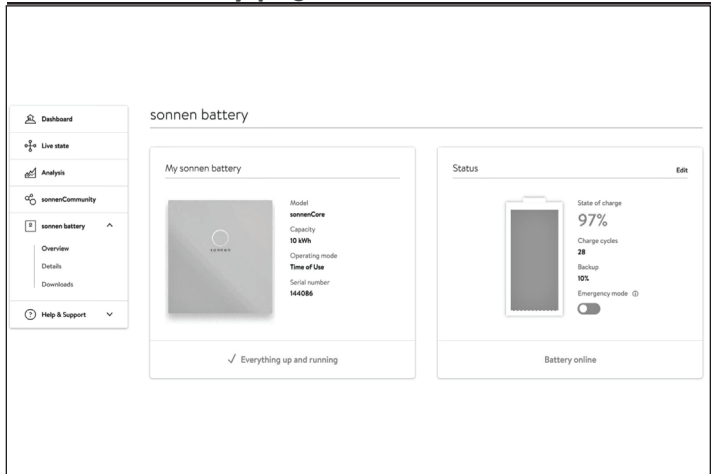 Dashboard
Live state
Analysis
sonnenCommunity
sonnen battery
Overview
Details
Downloads
Help & Support
sonnen battery
My sonnen battery
sonnen
Model
sonnenCore
Capacity
10 kWh
Operating mode
Time of Use
Serial number
144086
Everything up and running
Status
Edit
State of charge
97%
Charge cycles
28
Backup
10%
Emergency mode
Battery online